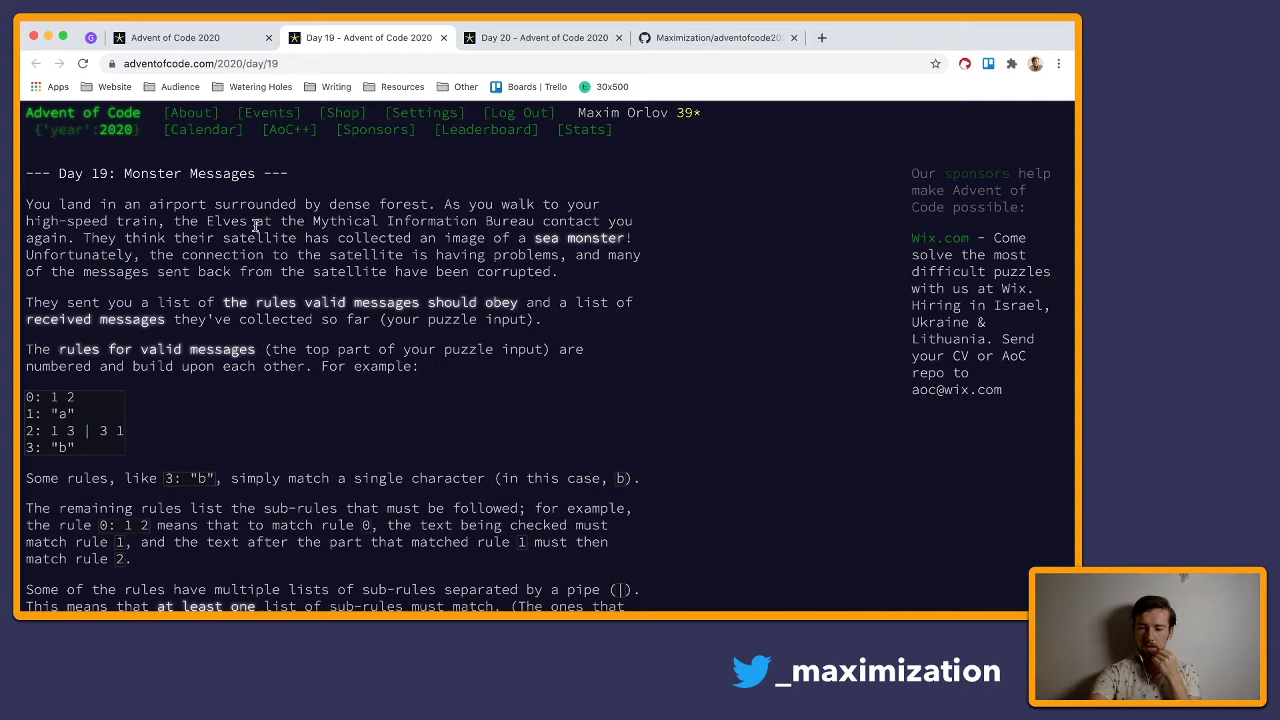 Advent of Code 2020
Day 19 - Advent of Code 2020
Day 20 - Advent of Code 2020
Maximization/adventofcode20
adventofcode.com/2020/day/19
Apps
Website
Audience
Watering Holes
Writing
Resources
Other
Boards | Trello
30x500
Advent of Code [About] [Events] [Shop] [Settings] [Log Out] Maxim Orlov 39*
{'year':2020} [Calendar] [AoC++] [Sponsors] [Leaderboard] [Stats]
--- Day 19: Monster Messages ---
You land in an airport surrounded by dense forest. As you walk to your
high-speed train, the Elves at the Mythical Information Bureau contact you
again. They think their satellite has collected an image of a sea monster!
Unfortunately, the connection to the satellite is having problems, and many
of the messages sent back from the satellite have been corrupted.
They sent you a list of the rules valid messages should obey and a list of
received messages they've collected so far (your puzzle input).
The rules for valid messages (the top part of your puzzle input) are
numbered and build upon each other. For example:
0: 1 2
1: "a"
2: 1 3 | 3 1
3: "b"
Some rules, like 3: "b", simply match a single character (in this case, b).
The remaining rules list the sub-rules that must be followed; for example,
the rule 0: 1 2 means that to match rule 0, the text being checked must
match rule 1, and the text after the part that matched rule 1 must then
match rule 2.
Some of the rules have multiple lists of sub-rules separated by a pipe (|).
This means that at least one list of sub-rules must match. (The ones that
Our sponsors help
make Advent of
Code possible:
Wix.com - Come
solve the most
difficult puzzles
with us at Wix.
Hiring in Israel,
Ukraine &
Lithuania. Send
your CV or AoC
repo to
aoc@wix.com
_maximization